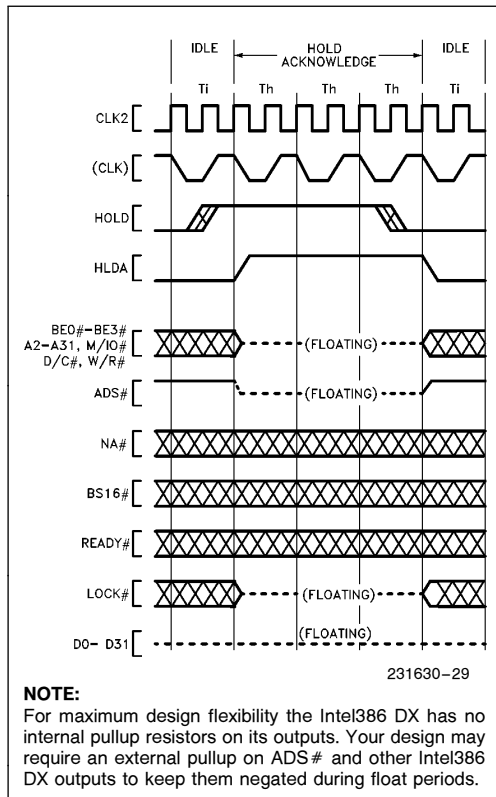 IDLE HOLD ACKNOWLEDGE IDLE
Ti Th Th Th Ti
CLK2
(CLK)
HOLD
HLDA
BE0#-BE3#
A2-A31, M/IO# (FLOATING)
D/C#, W/R#
ADS# (FLOATING)
NA#
BS16#
READY#
LOCK# (FLOATING)
D0- D31 (FLOATING)
231630-29
NOTE:
For maximum design flexibility the Intel386 DX has no
internal pullup resistors on its outputs. Your design may
require an external pullup on ADS# and other Intel386
DX outputs to keep them negated during float periods.